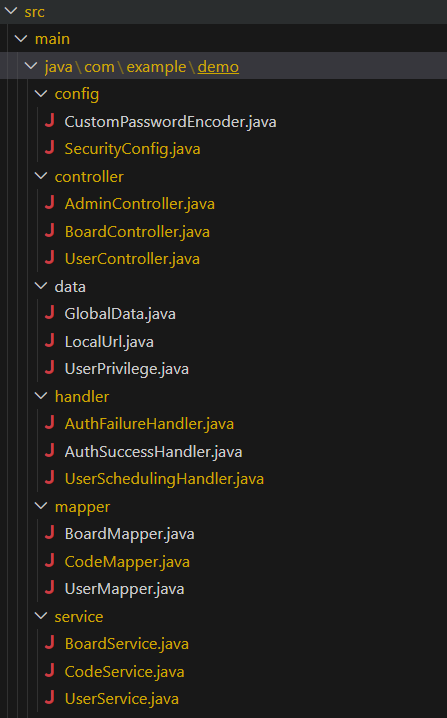 src
main
java\com\example\demo
config
CustomPasswordEncoder.java
SecurityConfig.java
controller
AdminController.java
BoardController.java
UserController.java
data
GlobalData.java
LocalUrl.java
UserPrivilege.java
handler
AuthFailureHandler.java
AuthSuccessHandler.java
UserSchedulingHandler.java
mapper
BoardMapper.java
CodeMapper.java
UserMapper.java
service
BoardService.java
CodeService.java
UserService.java